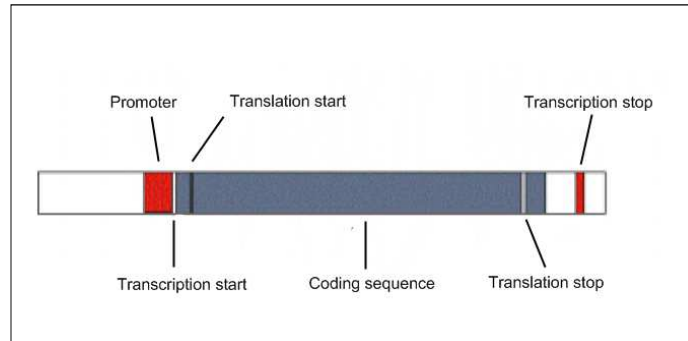 Promoter
Translation start
Transcription stop
Transcription start
Coding sequence
Translation stop